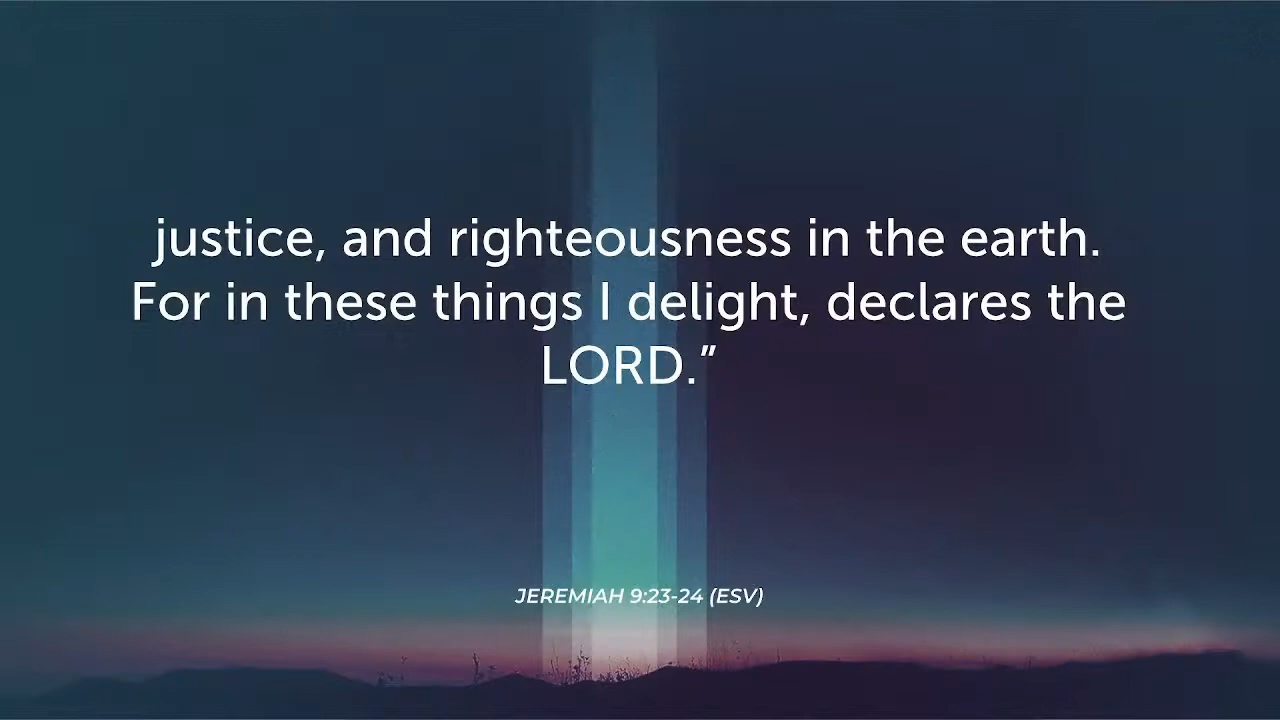 justice, and righteousness in the earth.
For in these things I delight, declares the
LORD.”
JEREMIAH 9:23-24 (ESV)